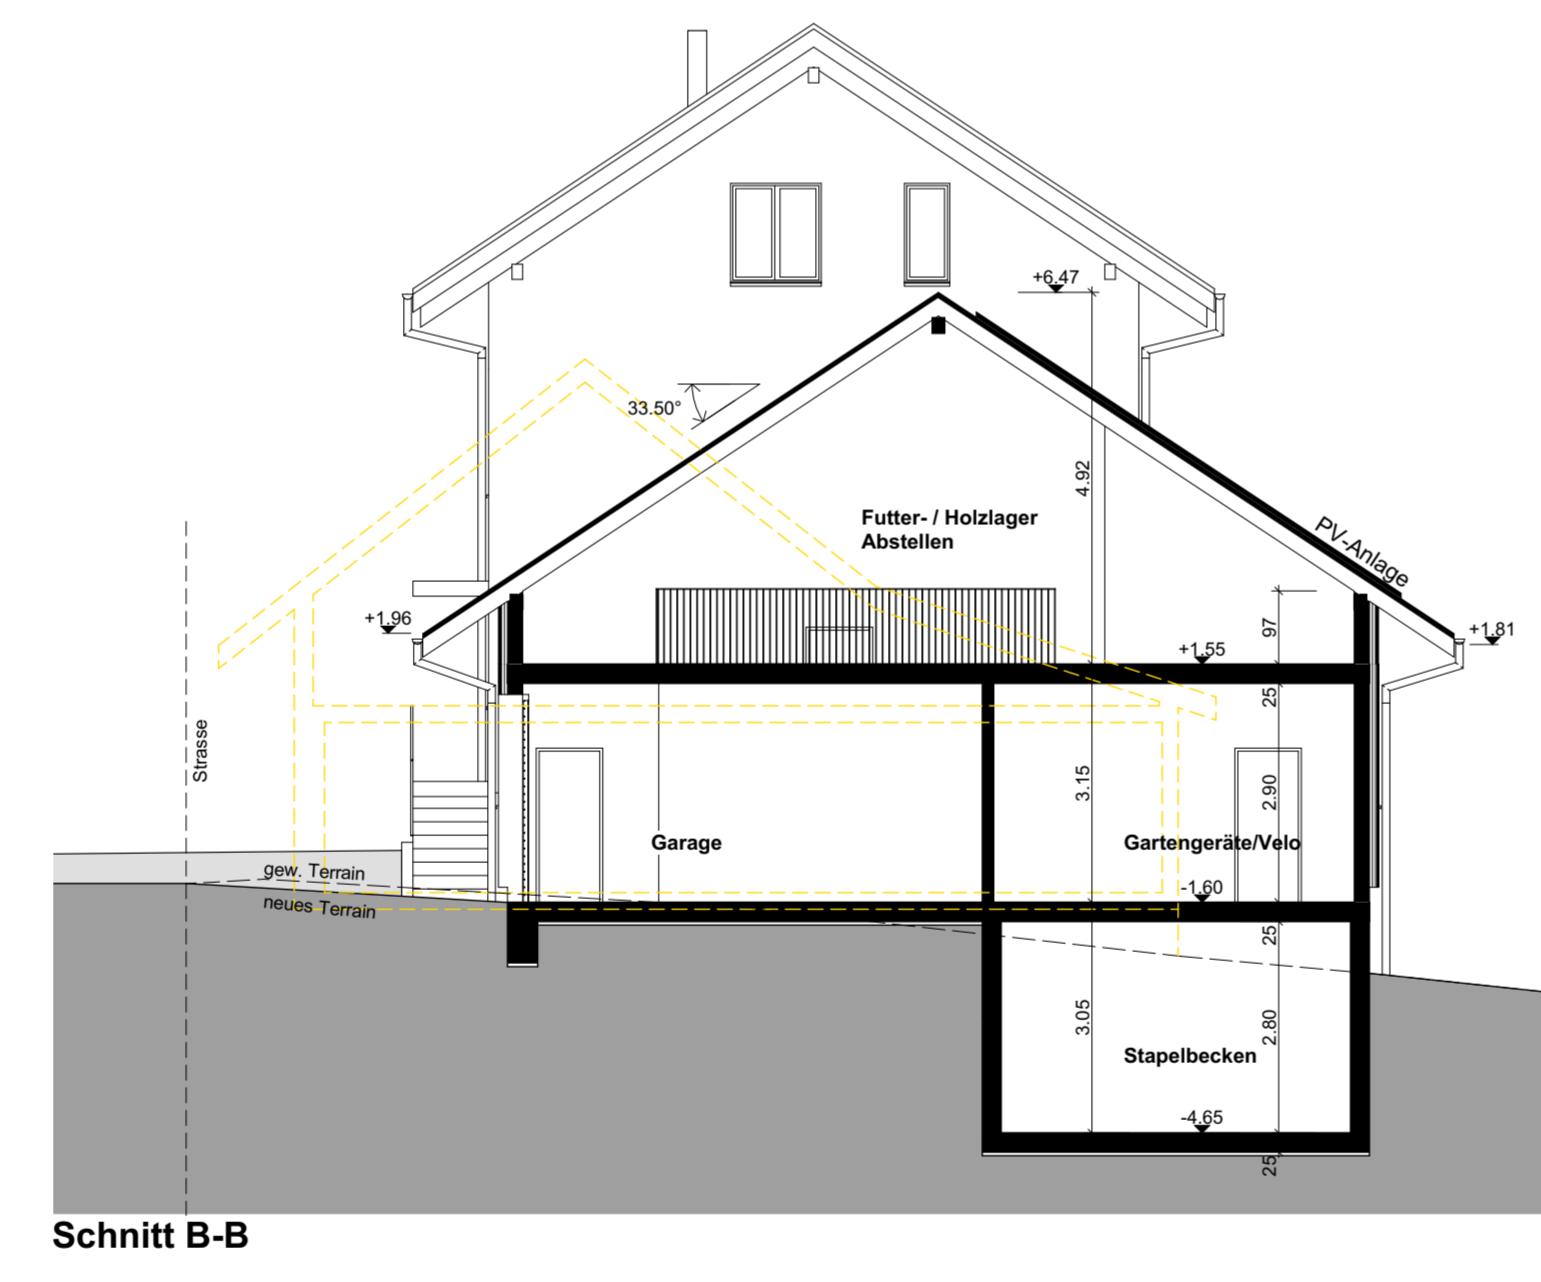 +6.47
33.50°
4.92
Futter- / Holzlager
Abstellen
PV-Anlage
+1.96
97
+1.81
+1.55
25
Strasse
3.15
2.90
Garage
Gartengeräte/Velo
gew. Terrain
-1.60
neues Terrain
25
3.05
2.80
Stapelbecken
-4.65
25
Schnitt B-B